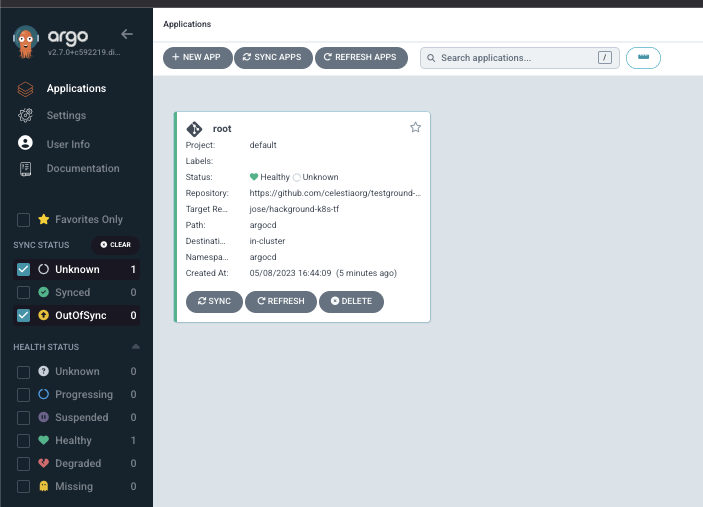 argo
v2.7.0+c592219.di...
Applications
Settings
User Info
Documentation
Favorites Only
SYNC STATUS
CLEAR
Unknown 1
Synced 0
OutOfSync 0
HEALTH STATUS
Unknown 0
Progressing 0
Suspended 0
Healthy 1
Degraded 0
Missing 0
Applications
+ NEW APP
SYNC APPS
REFRESH APPS
Search applications...
/
root
Project: default
Labels:
Status: Healthy Unknown
Repository: https://github.com/celestiaorg/testground-...
Target Re... jose/hackground-k8s-tf
Path: argocd
Destinati... in-cluster
Namespa... argocd
Created At: 05/08/2023 16:44:09 (5 minutes ago)
SYNC
REFRESH
DELETE